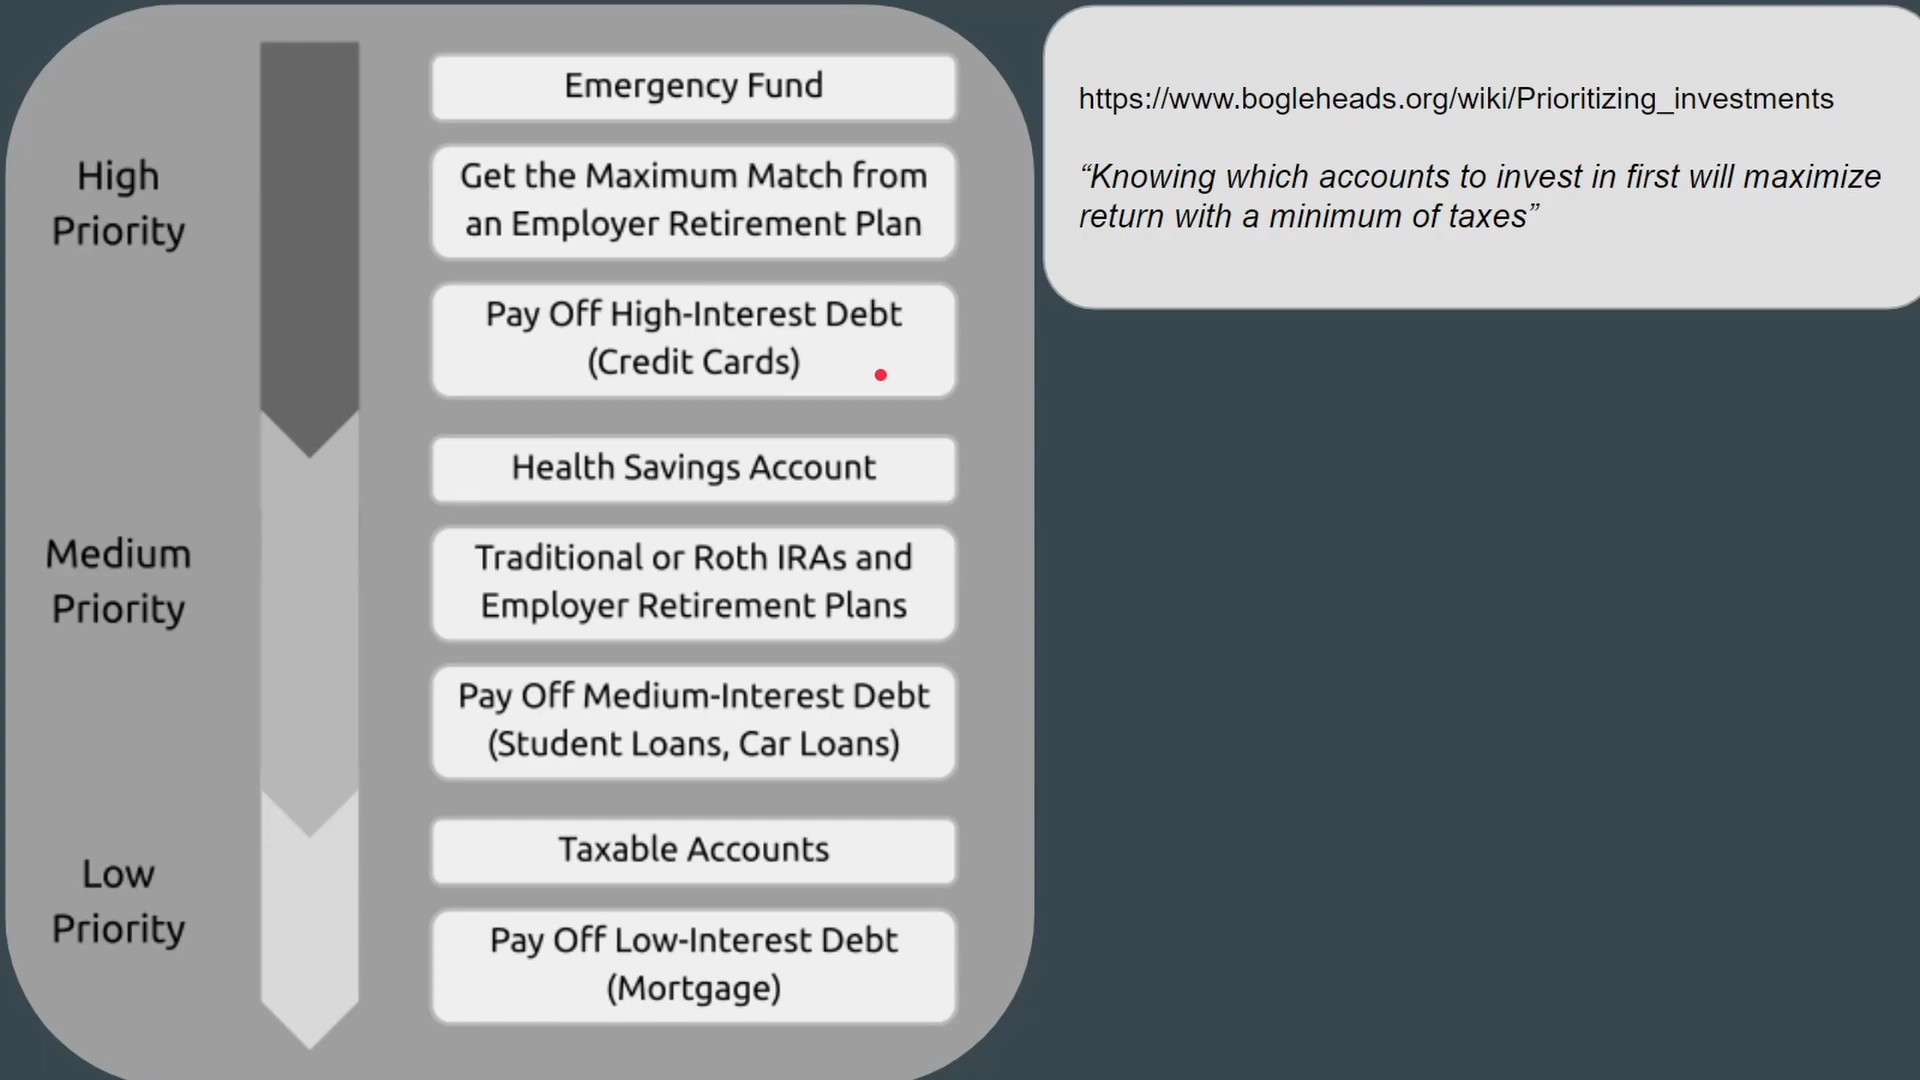 High
Priority
Emergency Fund
Get the Maximum Match from
an Employer Retirement Plan
Pay Off High-Interest Debt
(Credit Cards)
Medium
Priority
Health Savings Account
Traditional or Roth IRAs and
Employer Retirement Plans
Pay Off Medium-Interest Debt
(Student Loans, Car Loans)
Low
Priority
Taxable Accounts
Pay Off Low-Interest Debt
(Mortgage)
https://www.bogleheads.org/wiki/Prioritizing_investments
“Knowing which accounts to invest in first will maximize
return with a minimum of taxes”